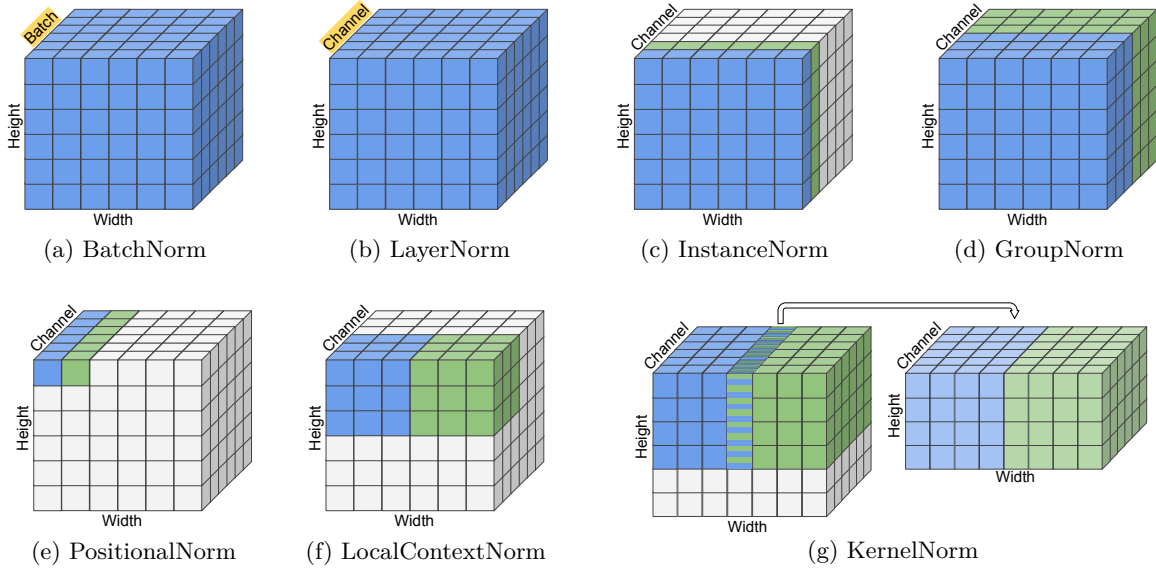 Batch
Height
Width
(a) BatchNorm
Channel
Height
Width
(b) LayerNorm
Channel
Height
Width
(c) InstanceNorm
Channel
Height
Width
(d) GroupNorm
Channel
Height
Width
(e) PositionalNorm
Channel
Height
Width
(f) LocalContextNorm
Channel
Height
Width
Channel
Height
Width
(g) KernelNorm